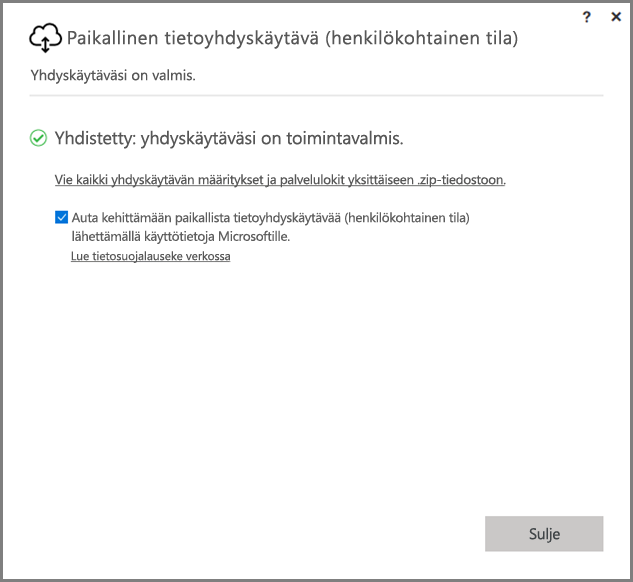 ? ×
Paikallinen tietoyhdyskäytävä (henkilökohtainen tila)
Yhdyskäytäväsi on valmis.
Yhdistetty: yhdyskäytäväsi on toimintavalmis.
Vie kaikki yhdyskäytävän määritykset ja palvelulokit yksittäiseen .zip-tiedostoon.
Auta kehittämään paikallista tietoyhdyskäytävää (henkilökohtainen tila)
lähettämällä käyttötietoja Microsoftille.
Lue tietosuojalauseke verkossa
Sulje